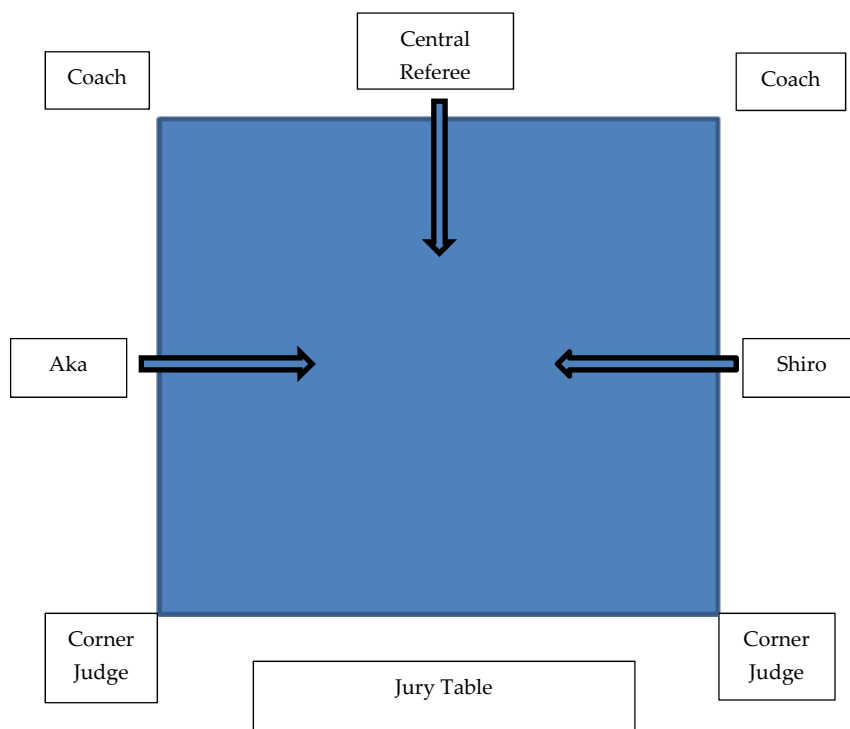 Central
Referee
Coach
Coach
Aka
Shiro
Corner
Judge
Corner
Judge
Jury Table